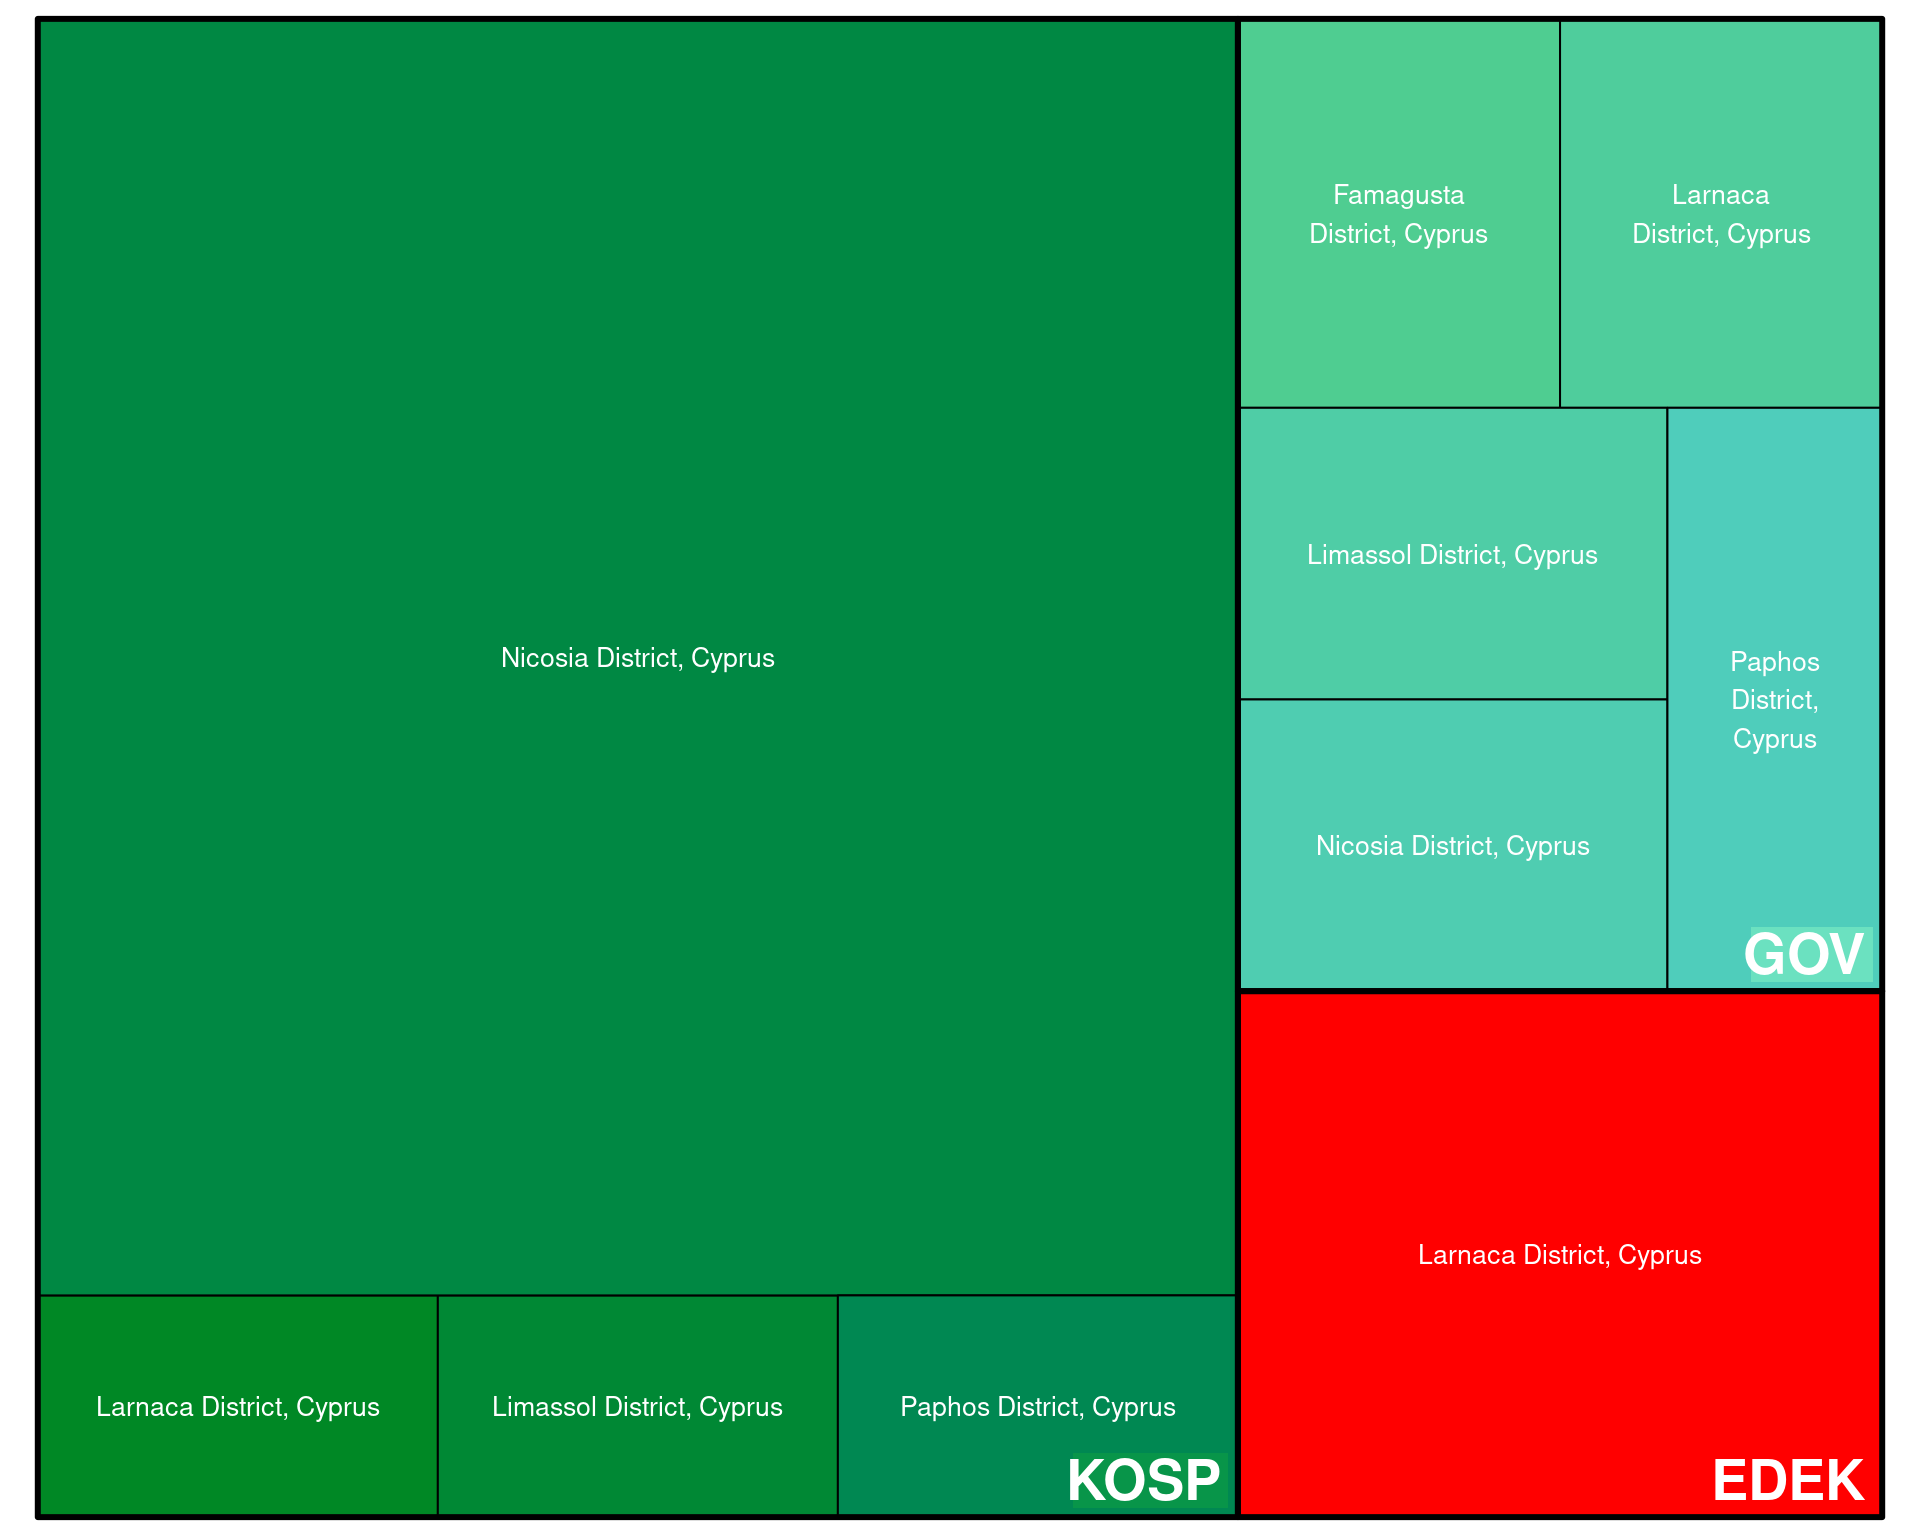 Nicosia District, Cyprus
Larnaca District, Cyprus
Limassol District, Cyprus
Paphos District, Cyprus
KOSP
Famagusta
District, Cyprus
Larnaca
District, Cyprus
Limassol District, Cyprus
Nicosia District, Cyprus
Paphos
District,
Cyprus
GOV
Larnaca District, Cyprus
EDEK